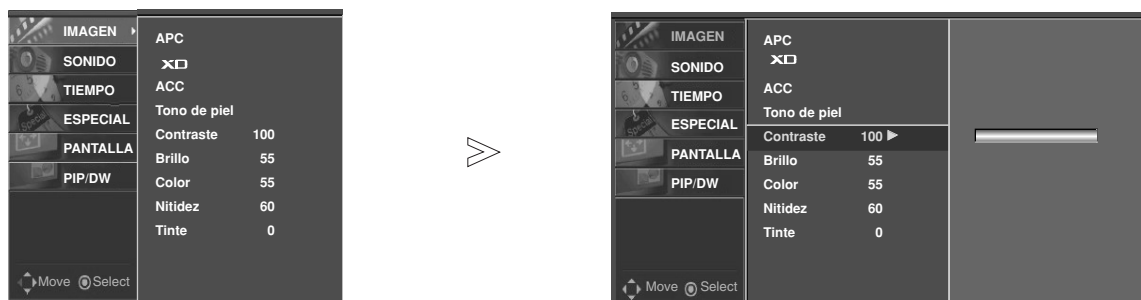 IMAGEN
SONIDO
TIEMPO
ESPECIAL
PANTALLA
PIP/DW
Move Select
APC
XD
ACC
Tono de piel
Contraste 100
Brillo 55
Color 55
Nitidez 60
Tinte 0
IMAGEN
SONIDO
TIEMPO
ESPECIAL
PANTALLA
PIP/DW
Move Select
APC
XD
ACC
Tono de piel
Contraste 100
Brillo 55
Color 55
Nitidez 60
Tinte 0